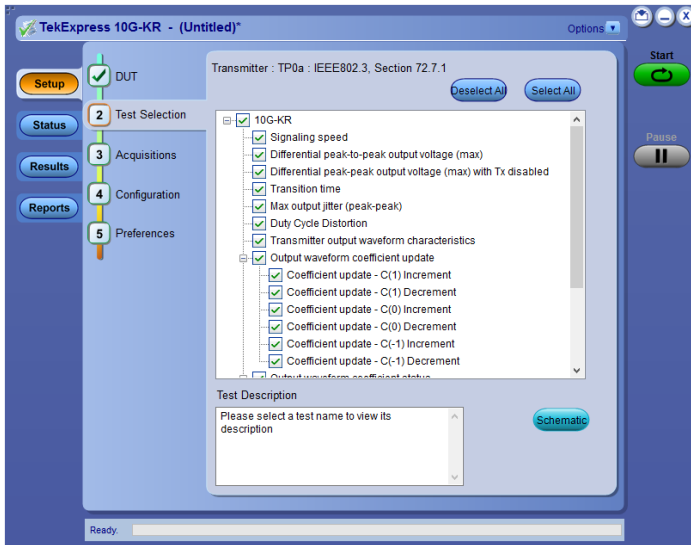 TekExpress 10G-KR - (Untitled)*
Options
Start
Pause
Setup
Status
Results
Reports
DUT
2 Test Selection
3 Acquisitions
4 Configuration
5 Preferences
Transmitter : TP0a : IEEE802.3, Section 72.7.1
Deselect All
Select All
10G-KR
Signaling speed
Differential peak-to-peak output voltage (max)
Differential peak-peak output voltage (max) with Tx disabled
Transition time
Max output jitter (peak-peak)
Duty Cycle Distortion
Transmitter output waveform characteristics
Output waveform coefficient update
Coefficient update - C(1) Increment
Coefficient update - C(1) Decrement
Coefficient update - C(0) Increment
Coefficient update - C(0) Decrement
Coefficient update - C(-1) Increment
Coefficient update - C(-1) Decrement
Output waveform coefficient status
Test Description
Please select a test name to view its
description
Schematic
Ready.